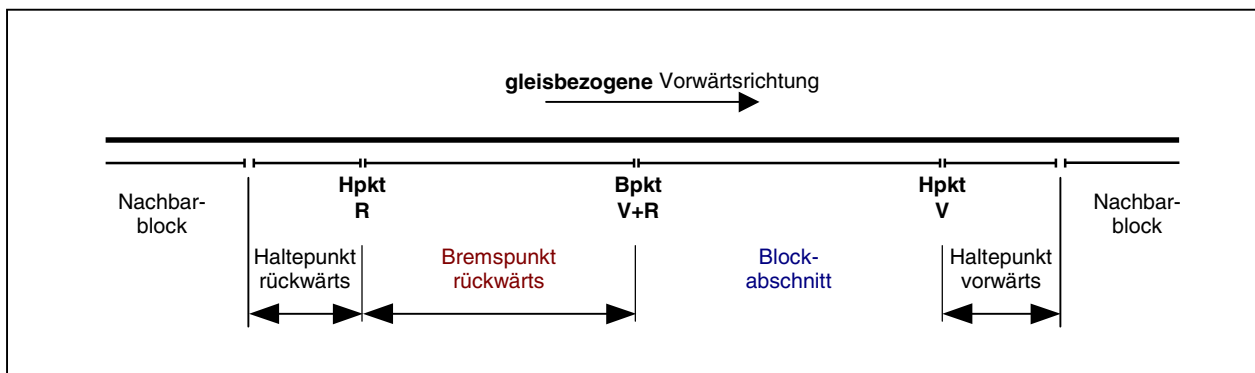 gleisbezogene Vorwärtsrichtung
Hpkt
R
Bpkt
V+R
Hpkt
V
Nachbar-
block
Nachbar-
block
Haltepunkt
rückwärts
Bremspunkt
rückwärts
Block-
abschnitt
Haltepunkt
vorwärts